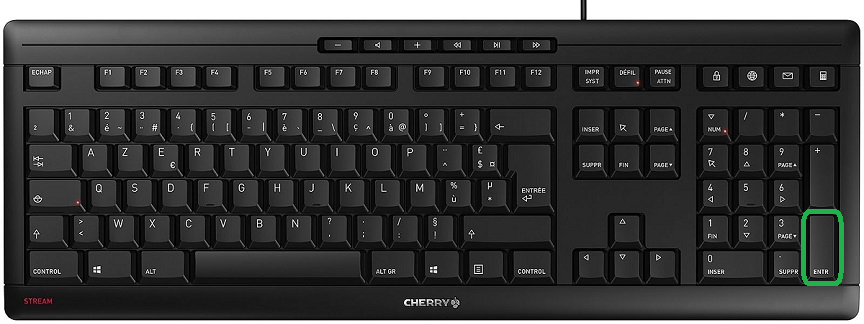 − + 
ECHAP F1 F2 F3 F4 F5 F6 F7 F8 F9 F10 F11 F12 IMPR SYST DÉFIL PAUSE ATTN
² 1 & 2 é ~ 3 " # 4 ' { 5 ( [ 6 - | 7 è ` 8 _ \ 9 ç ^ 0 à @ ° ) ] + = } INSER PAGE NUM / * −
A Z E € R T Y U I O P ¨ ^ £ $ ¤ ENTRÉE SUPPR FIN PAGE 7 8 9 PAGE +
Q S D F G H J K L M % ù µ * 4 5 6
> < W X C V B N ? , . ; / : § ! 1 FIN 2 3 PAGE
CONTROL ALT ALT GR CONTROL 0 INSER . SUPPR ENTR
STREAM CHERRY